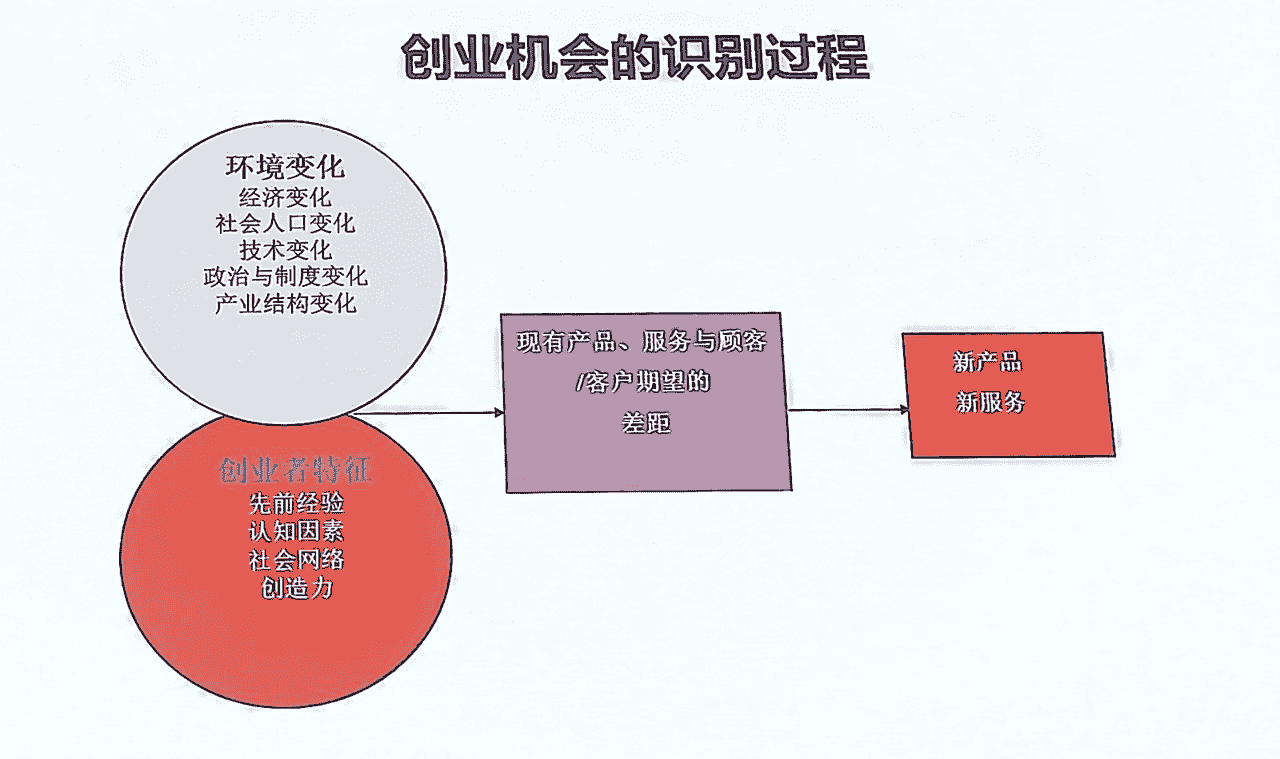 创业机会的识别过程
环境变化
经济变化
社会人口变化
技术变化
政治与制度变化
产业结构变化
创业者特征
先前经验
认知因素
社会网络
创造力
现有产品、服务与顾客
/客户期望的
差距
新产品
新服务